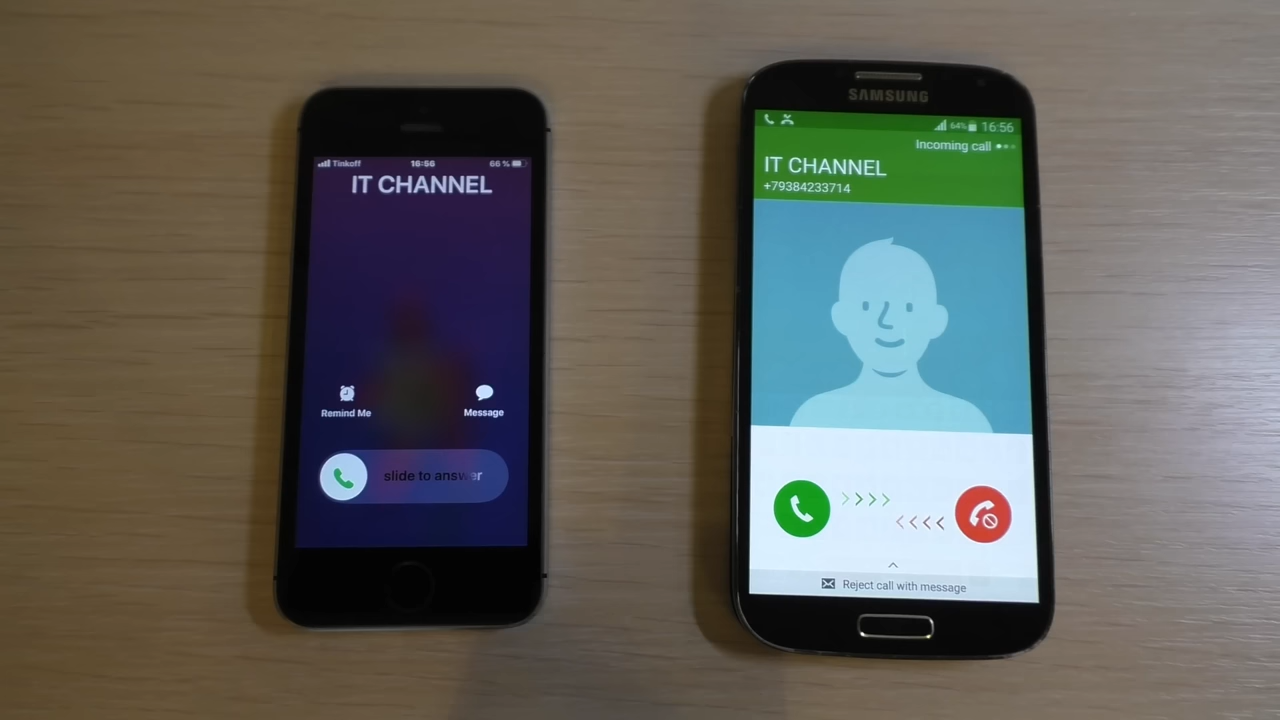 Tinkoff 16:56 66 %
IT CHANNEL
Remind Me
Message
slide to answer
SAMSUNG
64% 16:56
Incoming call
IT CHANNEL
+79384233714
Reject call with message